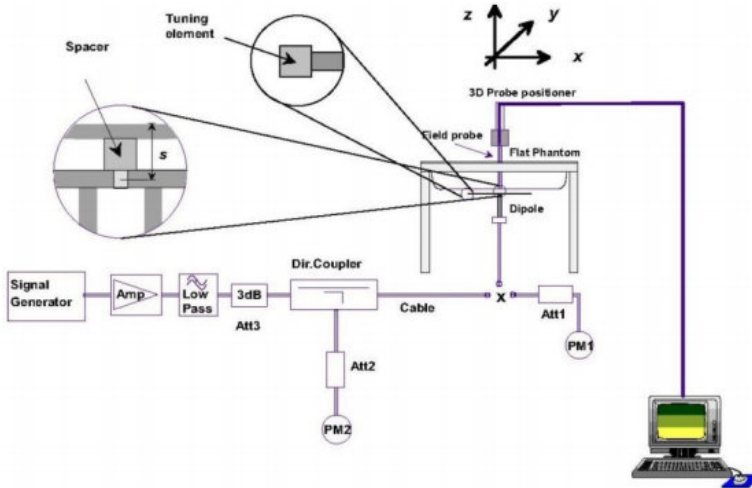 Tuning
element
Spacer
s
z
y
x
3D Probe positioner
Field probe
Flat Phantom
Dipole
Signal
Generator
Amp
Low
Pass
3dB
Att3
Dir.Coupler
Cable
X
Att1
PM1
Att2
PM2